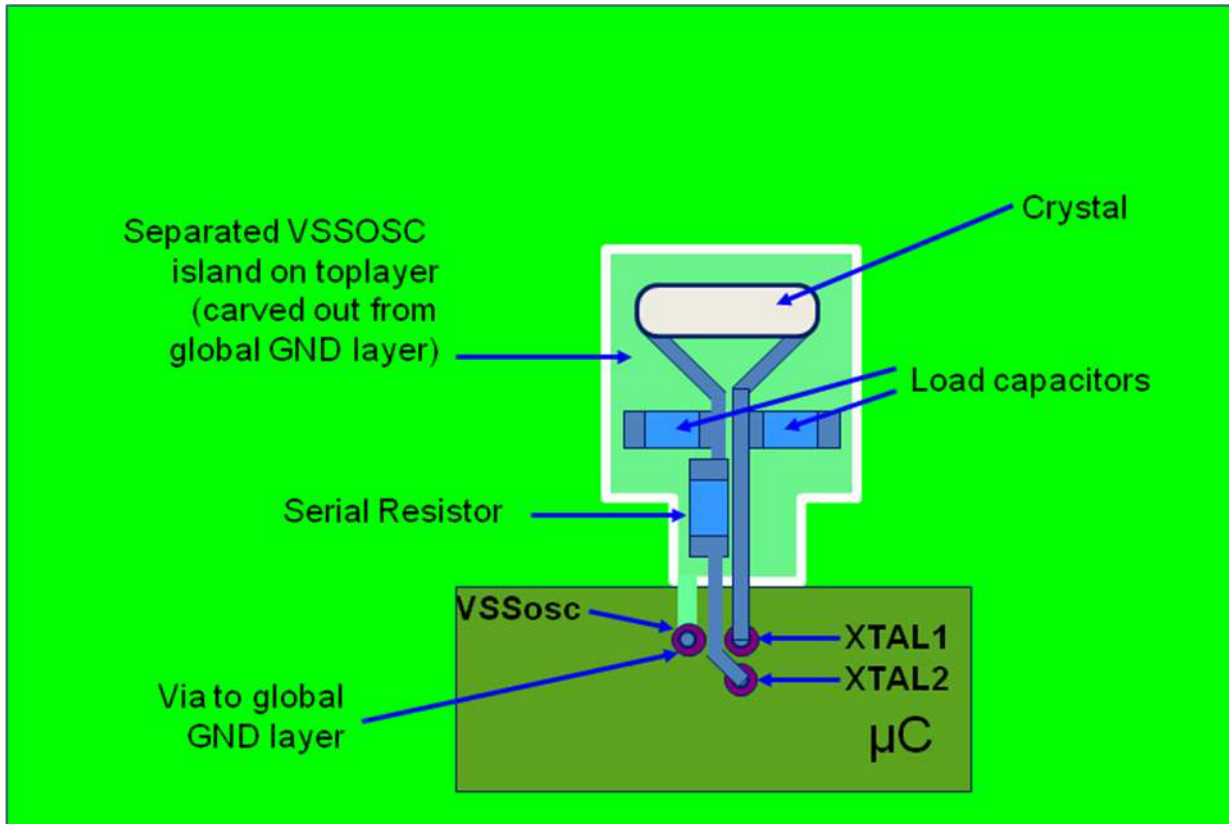 Crystal
Separated VSSOSC
island on toplayer
(carved out from
global GND layer)
Load capacitors
Serial Resistor
VSSosc
XTAL1
XTAL2
Via to global
GND layer
µC